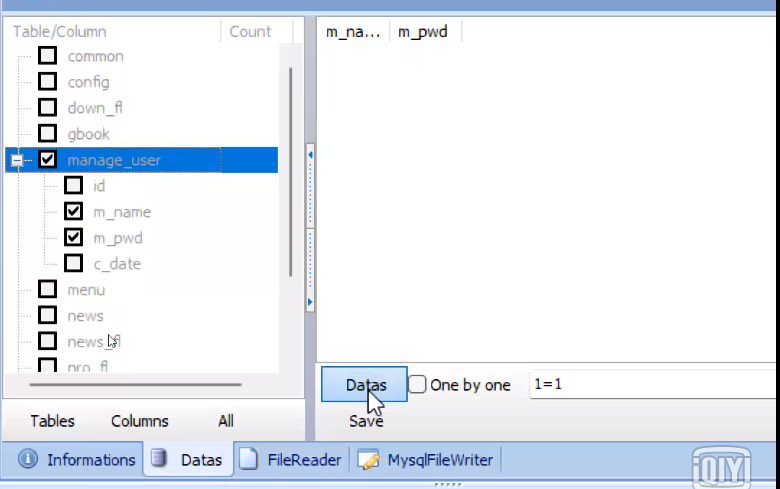 Table/Column Count
m_na... m_pwd
common
config
down_fl
gbook
manage_user
id
m_name
m_pwd
c_date
menu
news
news_fl
pro_fl
Datas One by one 1=1
Tables Columns All Save
Informations Datas FileReader MysqlFileWriter
iQIYI